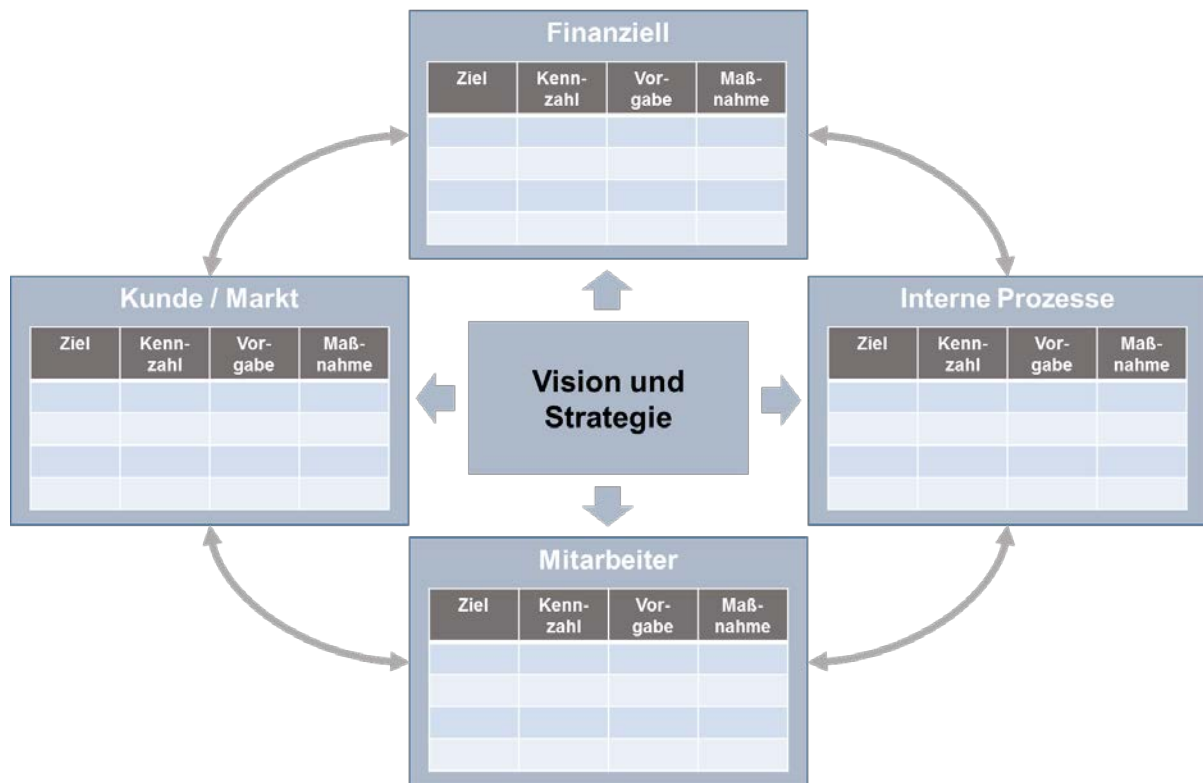 Finanziell
Ziel Kenn- Vor- Maß-
zahl gabe nahme
Kunde / Markt
Ziel Kenn- Vor- Maß-
zahl gabe nahme
Vision und
Strategie
Interne Prozesse
Ziel Kenn- Vor- Maß-
zahl gabe nahme
Mitarbeiter
Ziel Kenn- Vor- Maß-
zahl gabe nahme